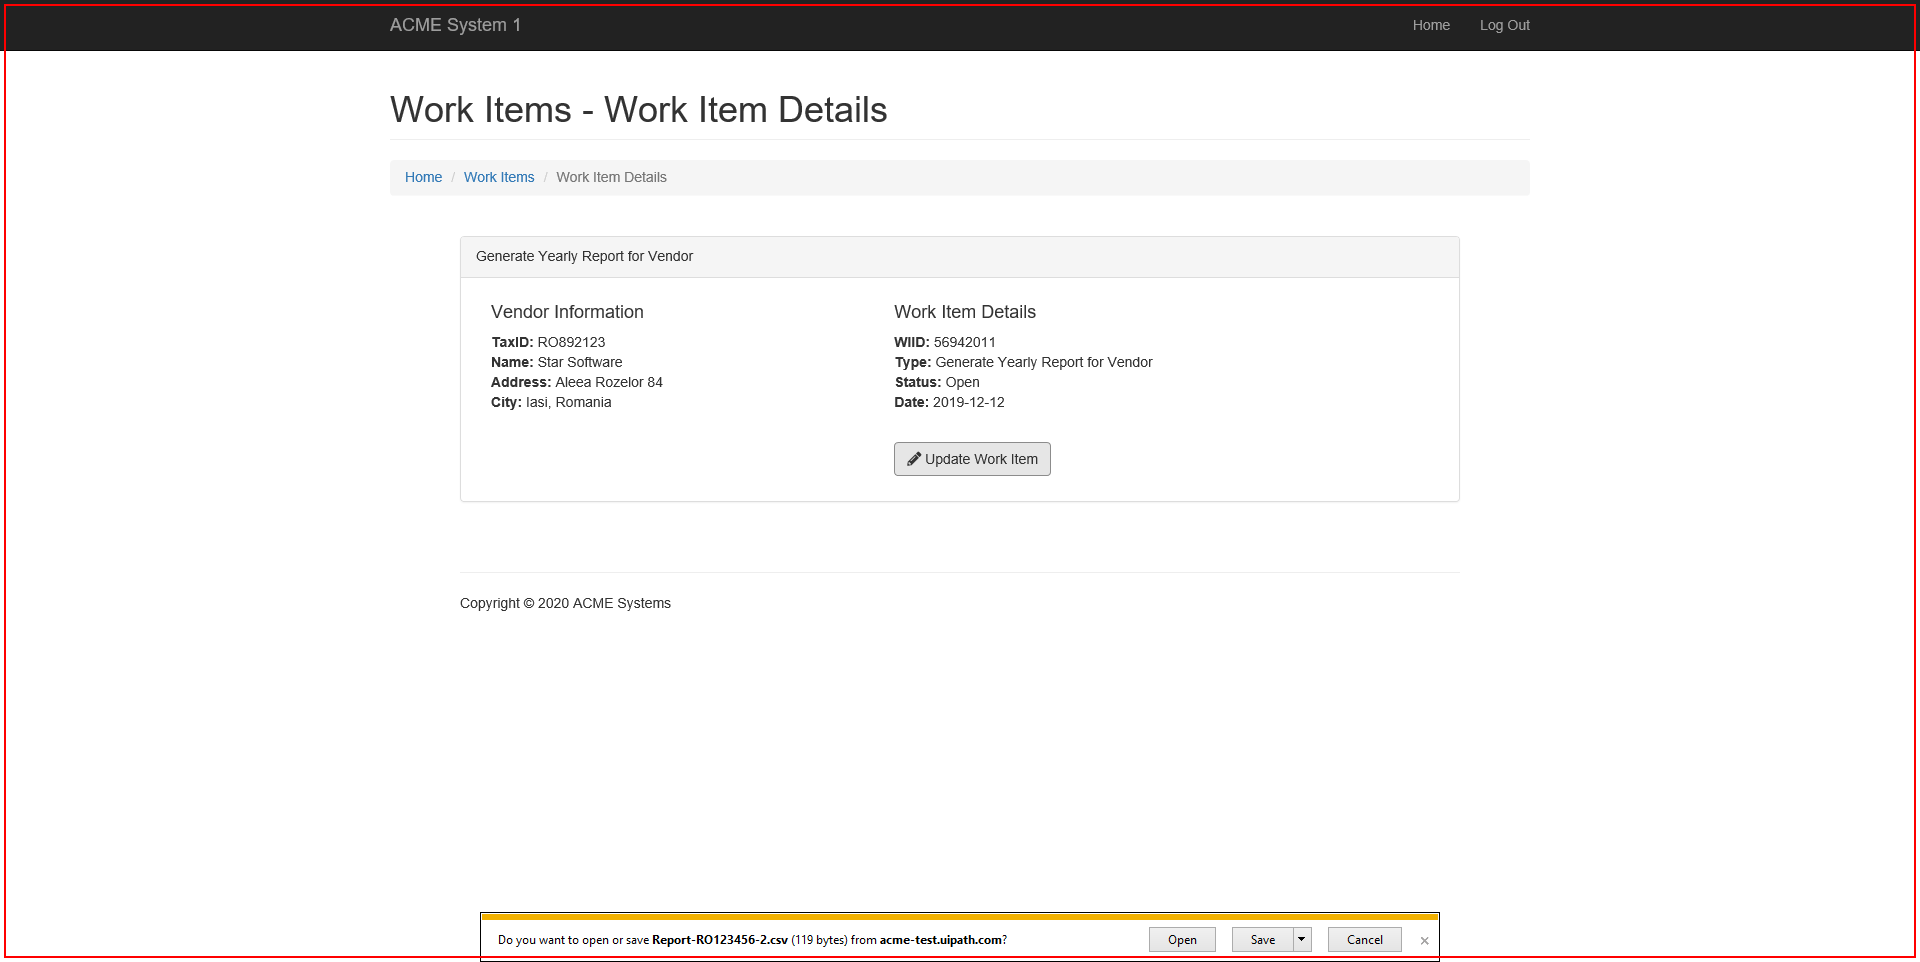 ACME System 1 Home Log Out
Work Items - Work Item Details
Home / Work Items / Work Item Details
Generate Yearly Report for Vendor
Vendor Information
TaxID: RO892123
Name: Star Software
Address: Aleea Rozelor 84
City: Iasi, Romania
Work Item Details
WIID: 56942011
Type: Generate Yearly Report for Vendor
Status: Open
Date: 2019-12-12
Update Work Item
Copyright © 2020 ACME Systems
Do you want to open or save Report-RO123456-2.csv (119 bytes) from acme-test.uipath.com? Open Save Cancel ×